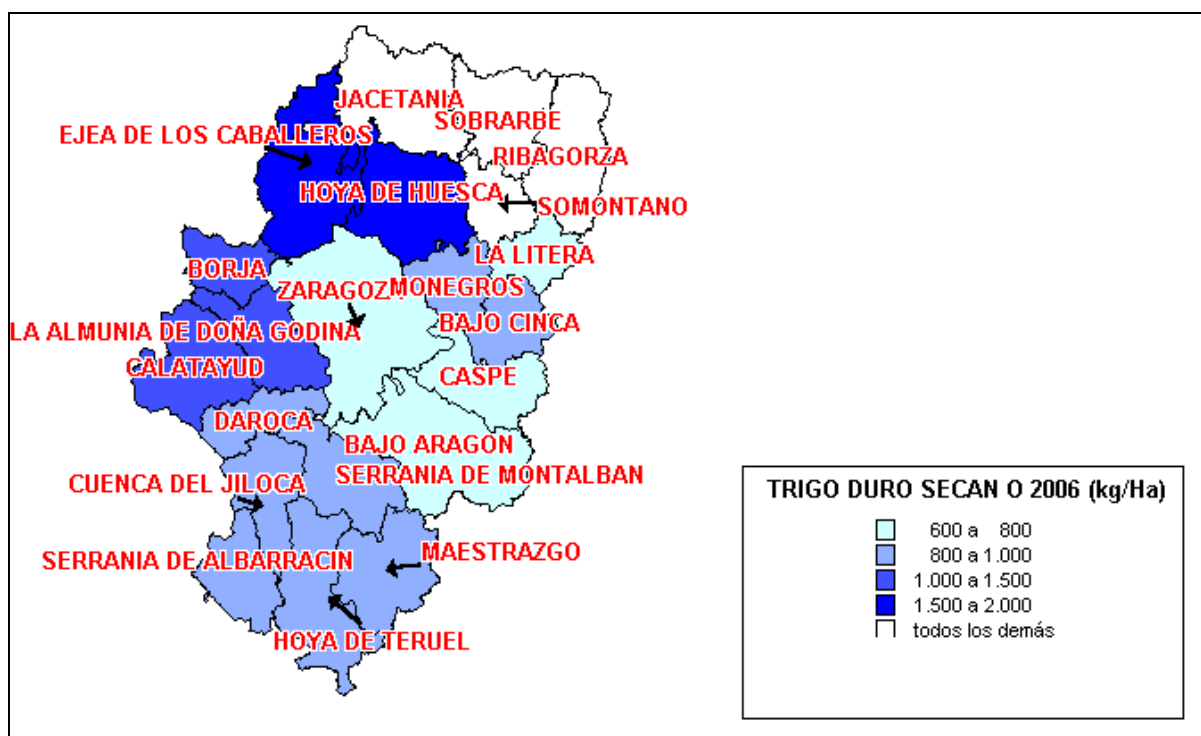 JACETANIA
SOBRARBE
EJEA DE LOS CABALLEROS
RIBAGORZA
HOYA DE HUESCA
SOMONTANO
LA LITERA
BORJA
ZARAGOZA
MONEGROS
BAJO CINCA
LA ALMUNIA DE DOÑA GODINA
CALATAYUD
CASPE
DAROCA
BAJO ARAGON
SERRANIA DE MONTALBAN
CUENCA DEL JILOCA
MAESTRAZGO
SERRANIA DE ALBARRACIN
HOYA DE TERUEL
TRIGO DURO SECAN O 2006 (kg/Ha)
600 a 800
800 a 1.000
1.000 a 1.500
1.500 a 2.000
todos los demás